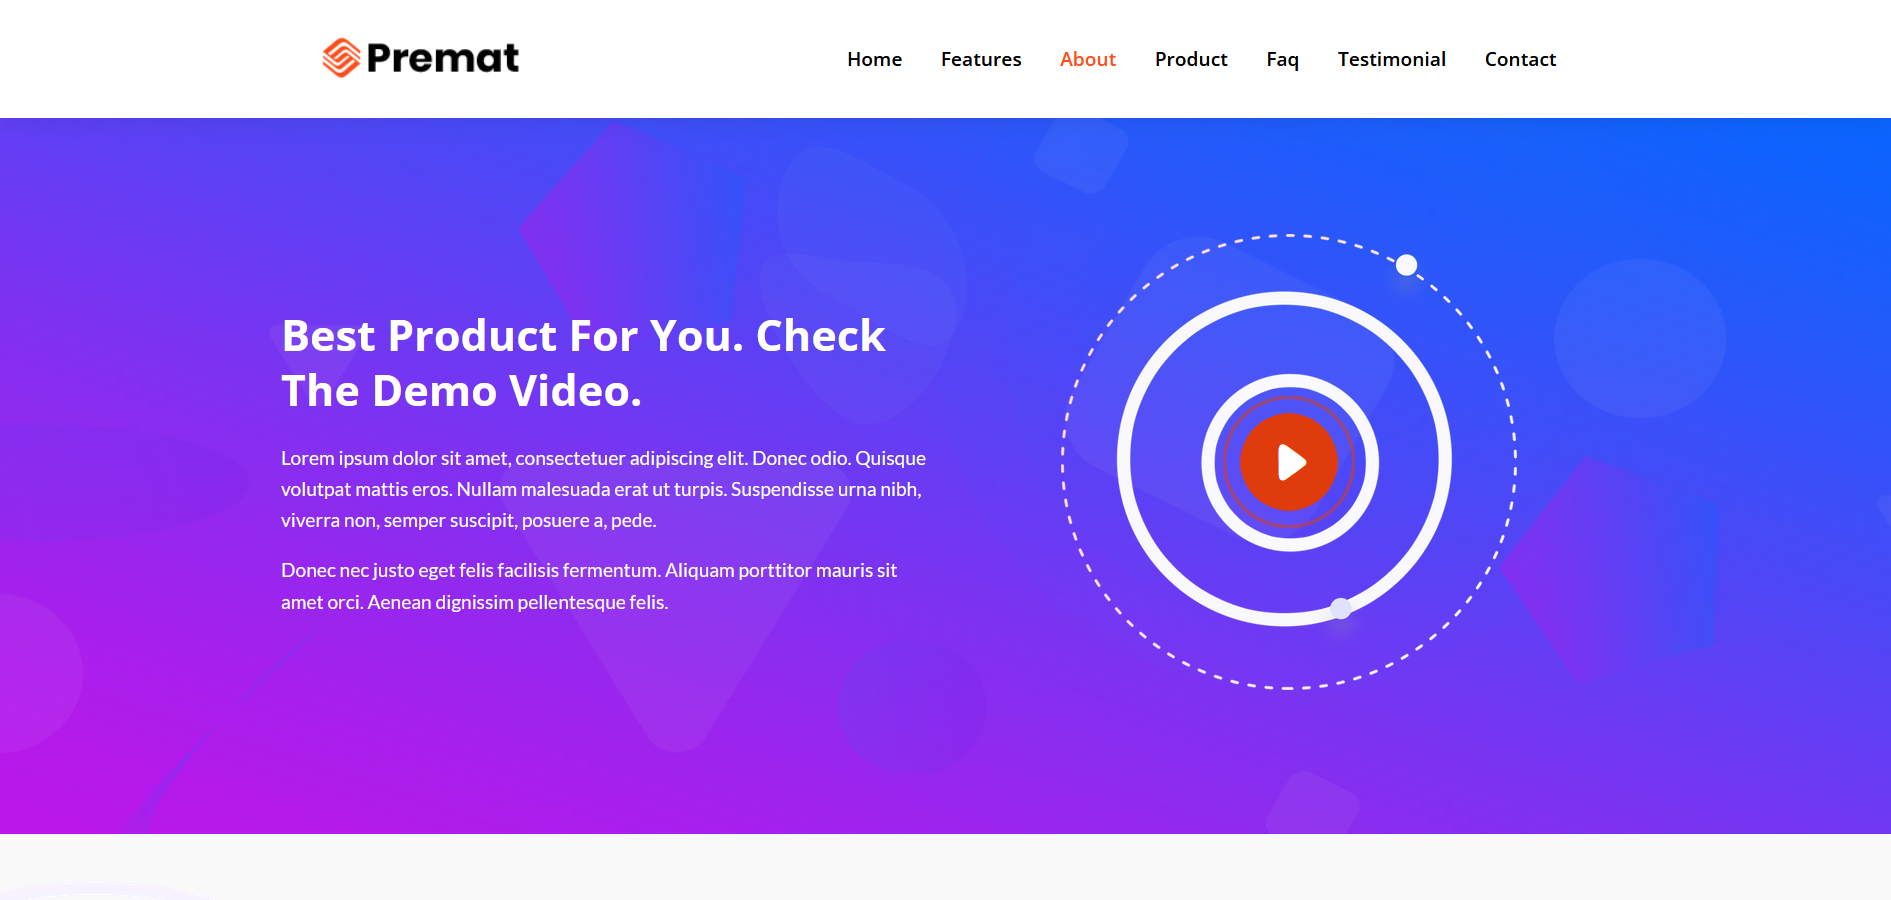 Premat
Home Features About Product Faq Testimonial Contact
Best Product For You. Check
The Demo Video.
Lorem ipsum dolor sit amet, consectetuer adipiscing elit. Donec odio. Quisque
volutpat mattis eros. Nullam malesuada erat ut turpis. Suspendisse urna nibh,
viverra non, semper suscipit, posuere a, pede.
Donec nec justo eget felis facilisis fermentum. Aliquam porttitor mauris sit
amet orci. Aenean dignissim pellentesque felis.